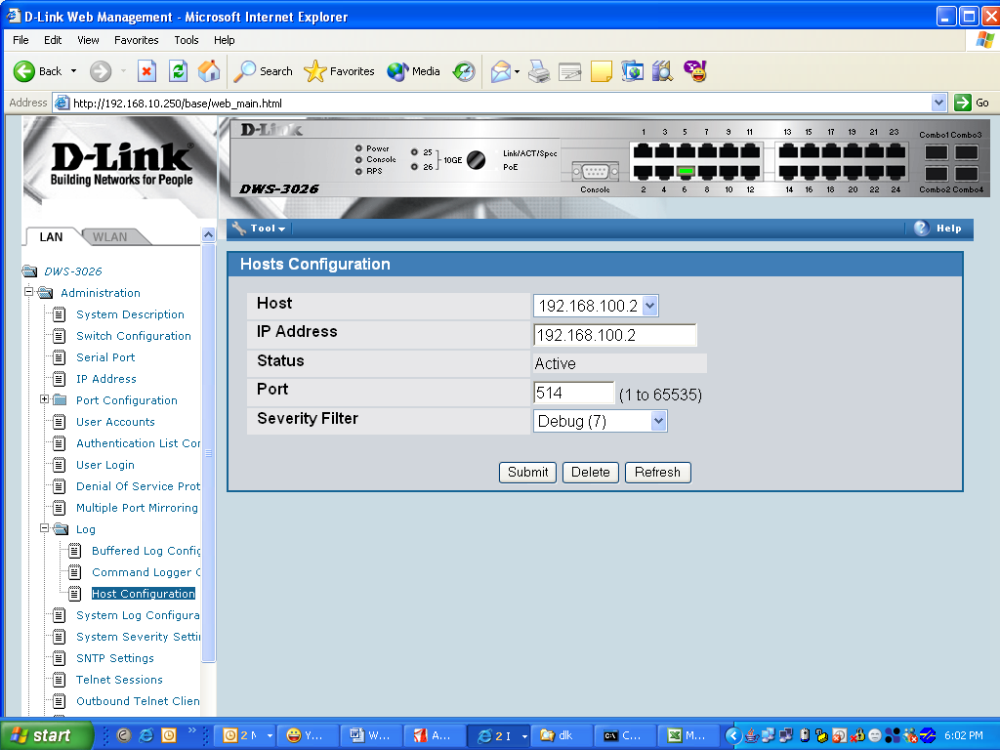 D-Link Web Management - Microsoft Internet Explorer
File Edit View Favorites Tools Help
Back Search Favorites Media
Address http://192.168.10.250/base/web_main.html Go
D-Link
Building Networks for People
D-Link
DWS-3026
Power
Console
RPS
25
26
10GE
Link/ACT/Spec
PoE
Console
1 3 5 7 9 11 13 15 17 19 21 23
2 4 6 8 10 12 14 16 18 20 22 24
Combo1 Combo3
Combo2 Combo4
LAN WLAN
Tool Help
DWS-3026
Administration
System Description
Switch Configuration
Serial Port
IP Address
Port Configuration
User Accounts
Authentication List Cor
User Login
Denial Of Service Prot
Multiple Port Mirroring
Log
Buffered Log Config
Command Logger C
Host Configuration
System Log Configura
System Severity Setti
SNTP Settings
Telnet Sessions
Outbound Telnet Clien
Hosts Configuration
Host 192.168.100.2
IP Address 192.168.100.2
Status Active
Port 514 (1 to 65535)
Severity Filter Debug (7)
Submit Delete Refresh
start
»
2 N
Y...
W...
A...
2 I
dlk
C...
M...
6:02 PM